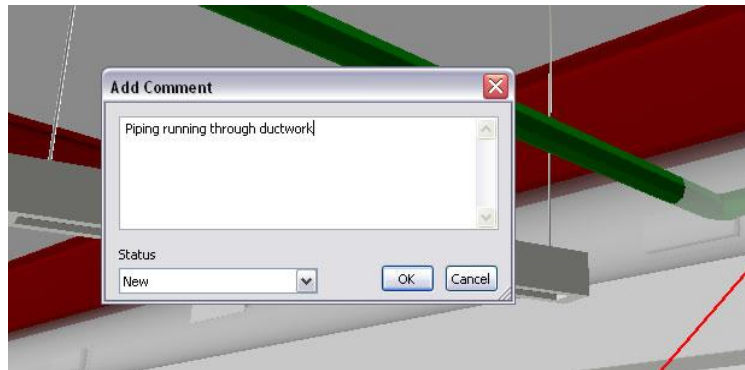 Add Comment
Piping running through ductwork
Status
New
OK Cancel